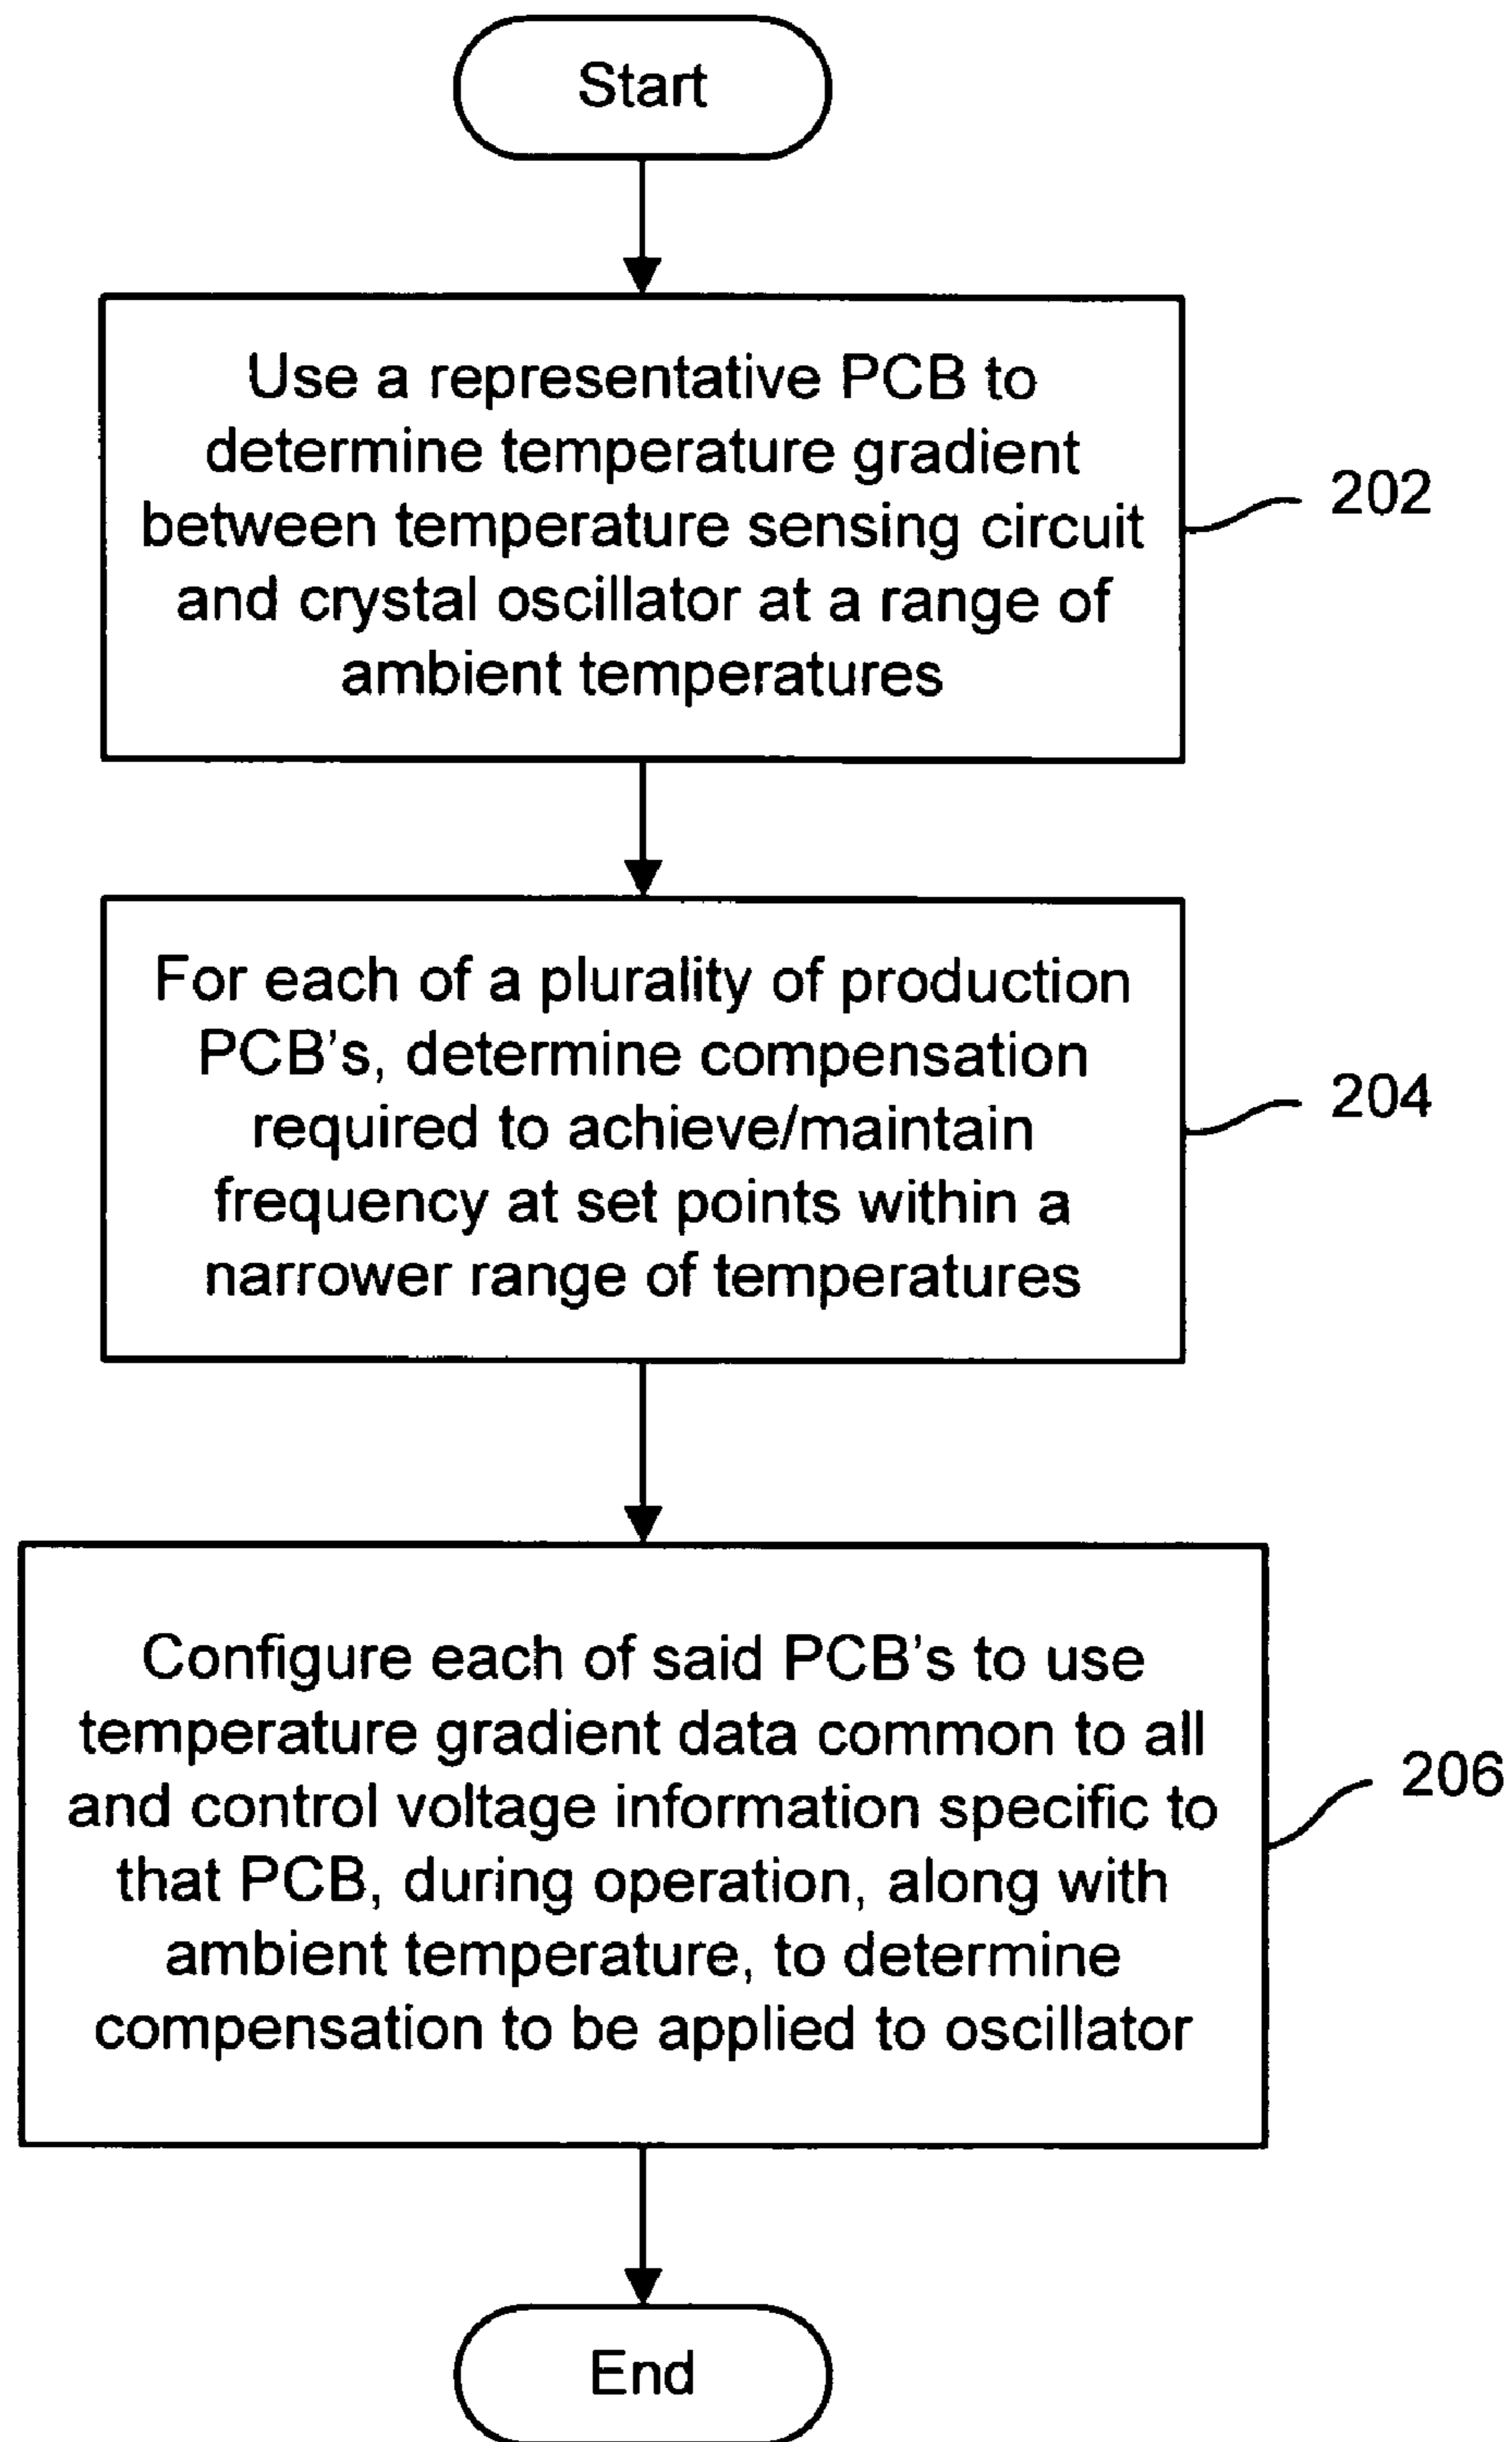 Start
Use a representative PCB to
determine temperature gradient
between temperature sensing circuit
and crystal oscillator at a range of
ambient temperatures
202
For each of a plurality of production
PCB's, determine compensation
required to achieve/maintain
frequency at set points within a
narrower range of temperatures
204
Configure each of said PCB's to use
temperature gradient data common to all
and control voltage information specific to
that PCB, during operation, along with
ambient temperature, to determine
compensation to be applied to oscillator
206
End